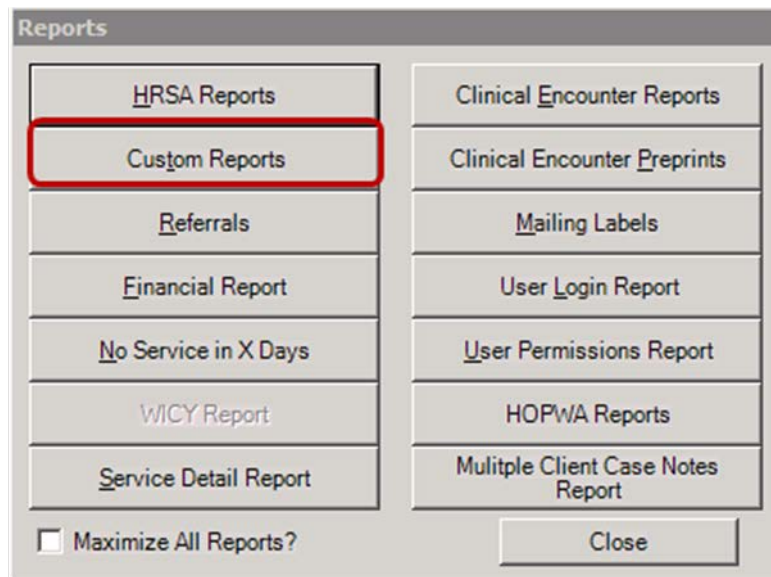 Reports
HRSA Reports
Clinical Encounter Reports
Custom Reports
Clinical Encounter Preprints
Referrals
Mailing Labels
Financial Report
User Login Report
No Service in X Days
User Permissions Report
WICY Report
HOPWA Reports
Service Detail Report
Mulitple Client Case Notes
Report
Maximize All Reports?
Close